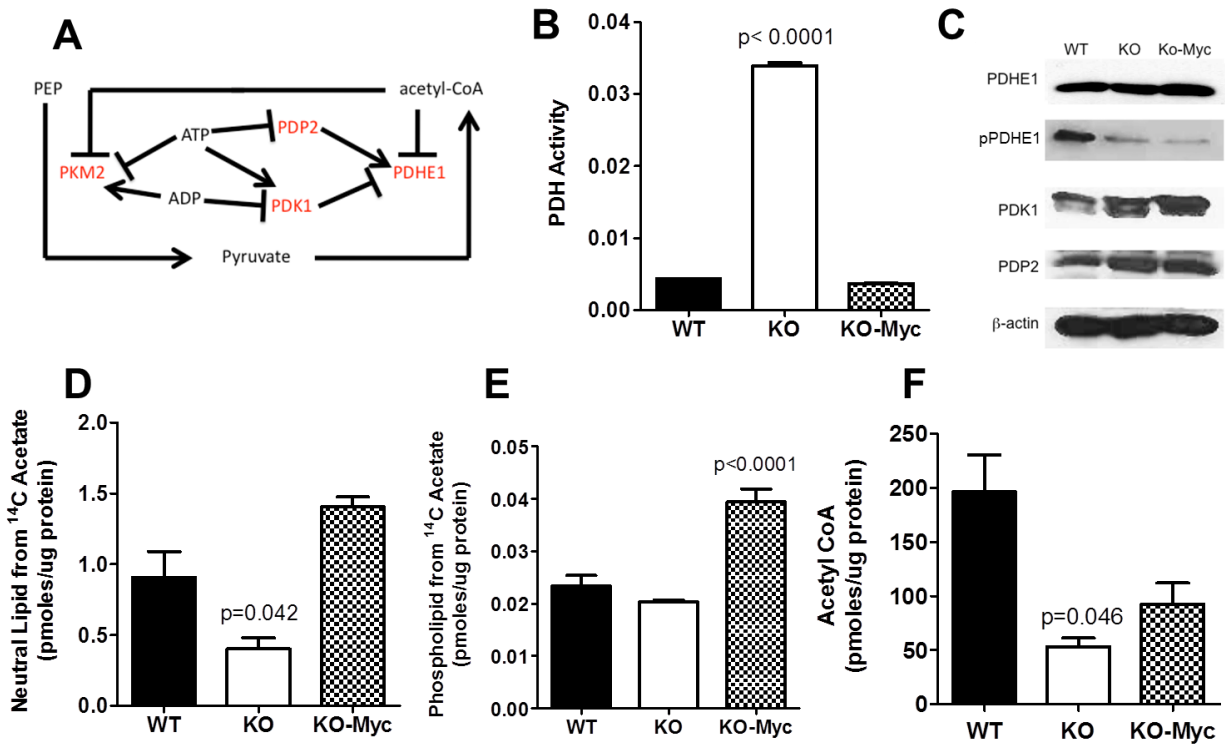 A
PEP
acetyl-CoA
ATP
PDP2
PKM2
PDHE1
ADP
PDK1
Pyruvate
B
PDH Activity
0.04
0.03
0.02
0.01
0.00
p< 0.0001
WT
KO
KO-Myc
C
WT
KO
Ko-Myc
PDHE1
pPDHE1
PDK1
PDP2
β-actin
D
Neutral Lipid from 14C Acetate
(pmoles/ug protein)
2.0
1.5
1.0
0.5
0.0
p=0.042
WT
KO
KO-Myc
E
Phospholipid from 14C Acetate
(pmoles/ug protein)
0.05
0.04
0.03
0.02
0.01
0.00
p<0.0001
WT
KO
KO-Myc
F
Acetyl CoA
(pmoles/ug protein)
250
200
150
100
50
0
p=0.046
WT
KO
KO-Myc